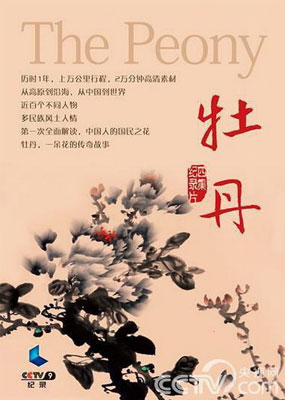 The Peony
历时1年，上万公里行程，2万分钟高清素材
从高原到沿海，从中国到世界
近百个不同人物
多民族风土人情
第一次全面解读，中国人的国民之花
牡丹，一朵花的传奇故事
牡丹
四集
纪录片
CCTV 9
纪录
央视网
CCTV.com